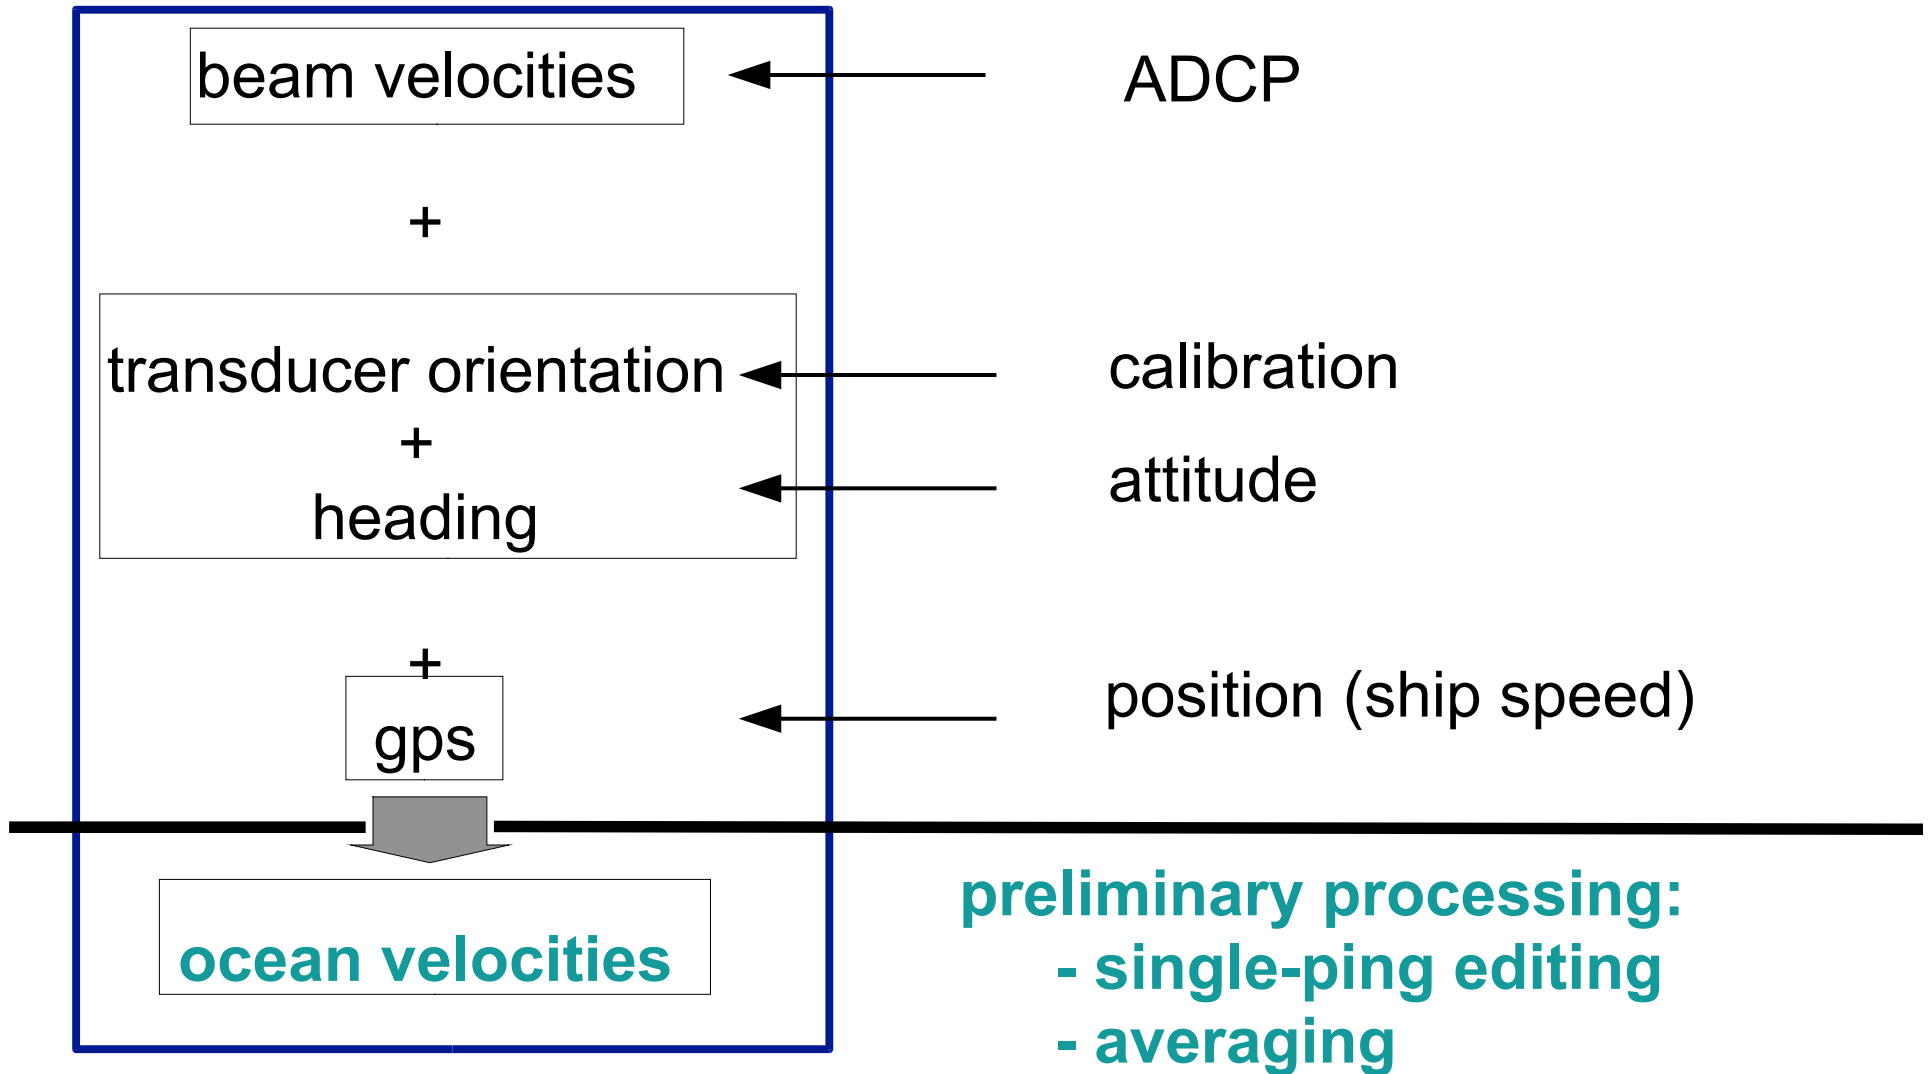 beam velocities
ADCP
+
transducer orientation
calibration
+
attitude
heading
+
position (ship speed)
gps
preliminary processing:
ocean velocities
- single-ping editing
- averaging